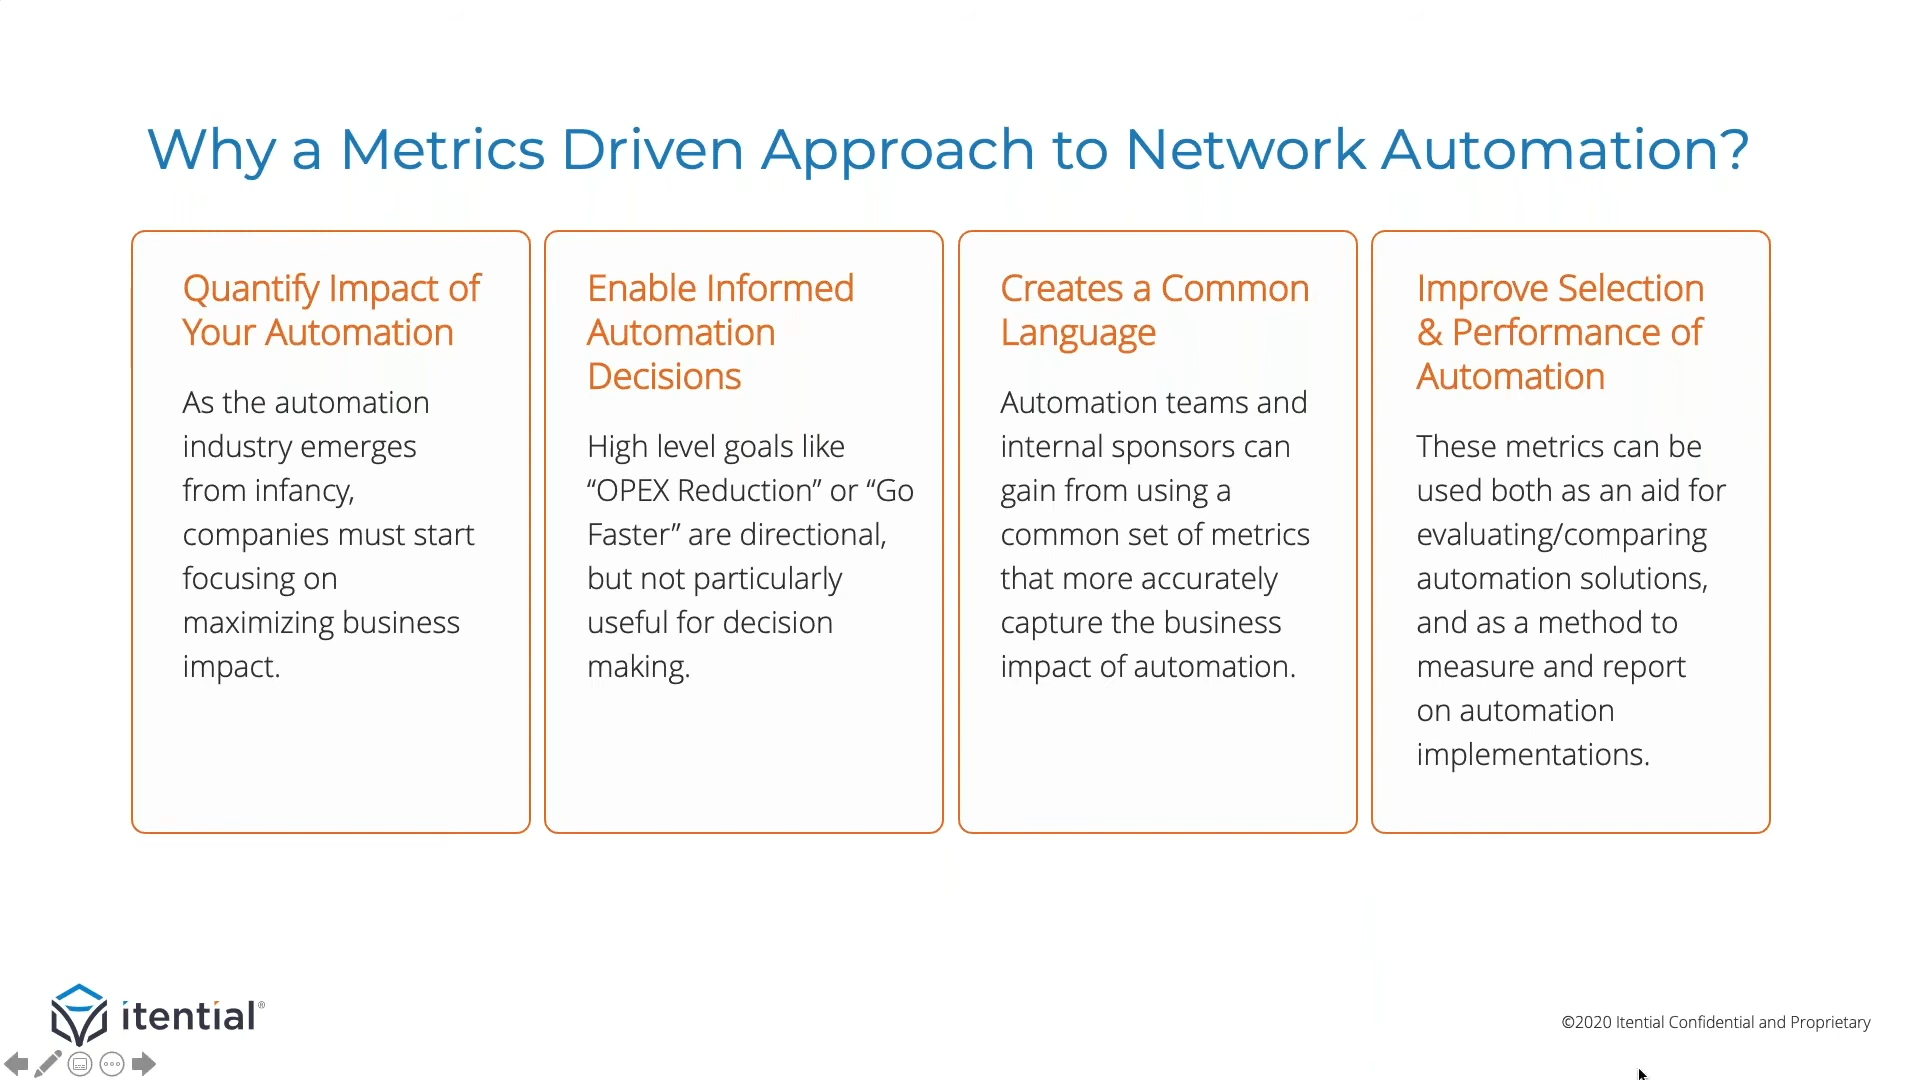 Why a Metrics Driven Approach to Network Automation?
Quantify Impact of
Your Automation
As the automation
industry emerges
from infancy,
companies must start
focusing on
maximizing business
impact.
Enable Informed
Automation
Decisions
High level goals like
“OPEX Reduction” or “Go
Faster” are directional,
but not particularly
useful for decision
making.
Creates a Common
Language
Automation teams and
internal sponsors can
gain from using a
common set of metrics
that more accurately
capture the business
impact of automation.
Improve Selection
& Performance of
Automation
These metrics can be
used both as an aid for
evaluating/comparing
automation solutions,
and as a method to
measure and report
on automation
implementations.
itential®
©2020 Itential Confidential and Proprietary